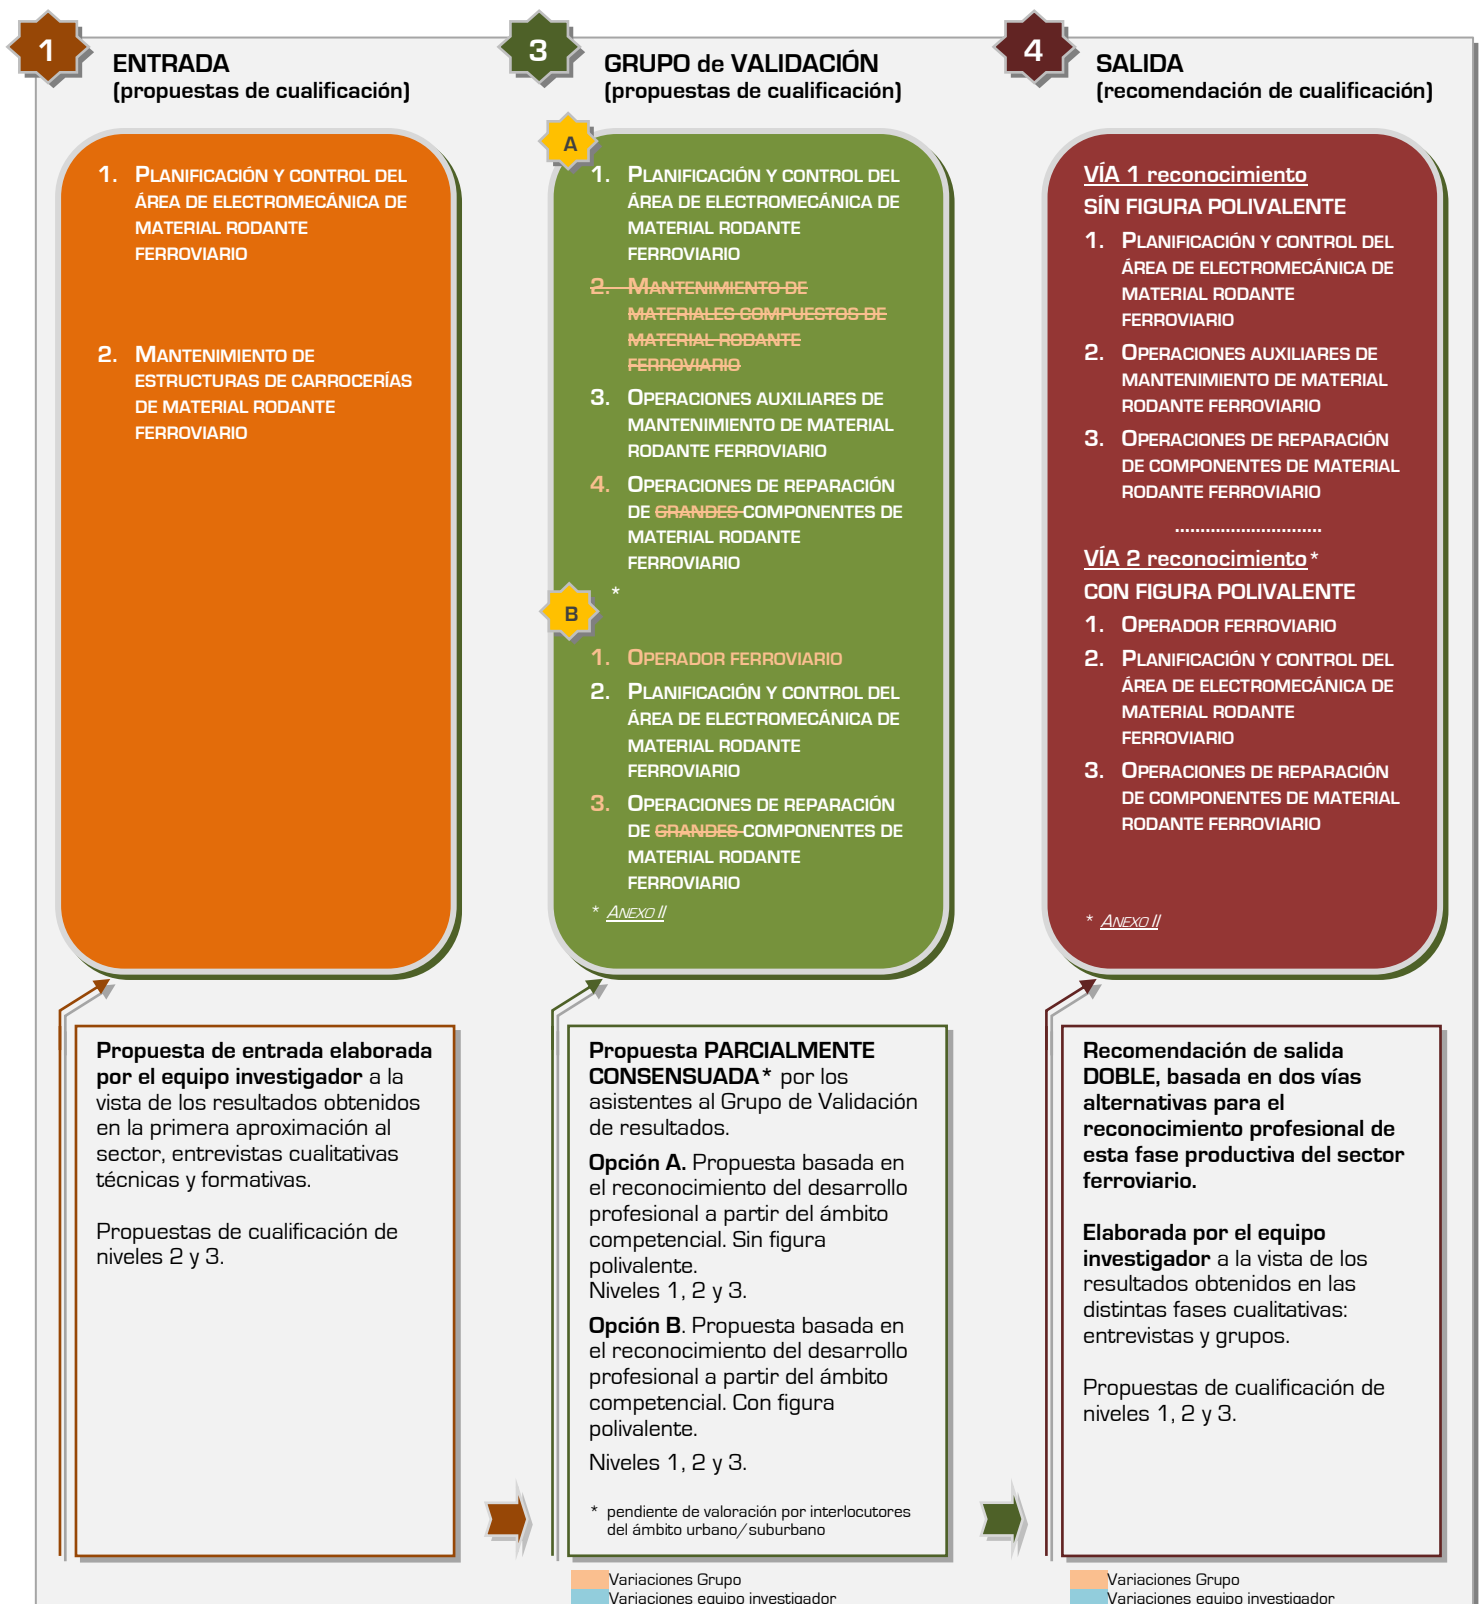 1
ENTRADA
(propuestas de cualificación)
1. PLANIFICACIÓN Y CONTROL DEL
ÁREA DE ELECTROMECÁNICA DE
MATERIAL RODANTE
FERROVIARIO
2. MANTENIMIENTO DE
ESTRUCTURAS DE CARROCERÍAS
DE MATERIAL RODANTE
FERROVIARIO
Propuesta de entrada elaborada
por el equipo investigador a la
vista de los resultados obtenidos
en la primera aproximación al
sector, entrevistas cualitativas
técnicas y formativas.
Propuestas de cualificación de
niveles 2 y 3.
3
GRUPO de VALIDACIÓN
(propuestas de cualificación)
A
1. PLANIFICACIÓN Y CONTROL DEL
ÁREA DE ELECTROMECÁNICA DE
MATERIAL RODANTE
FERROVIARIO
2. MANTENIMIENTO DE
MATERIALES COMPUESTOS DE
MATERIAL RODANTE
FERROVIARIO
3. OPERACIONES AUXILIARES DE
MANTENIMIENTO DE MATERIAL
RODANTE FERROVIARIO
4. OPERACIONES DE REPARACIÓN
DE GRANDES COMPONENTES DE
MATERIAL RODANTE
FERROVIARIO
*
B
1. OPERADOR FERROVIARIO
2. PLANIFICACIÓN Y CONTROL DEL
ÁREA DE ELECTROMECÁNICA DE
MATERIAL RODANTE
FERROVIARIO
3. OPERACIONES DE REPARACIÓN
DE GRANDES COMPONENTES DE
MATERIAL RODANTE
FERROVIARIO
* ANEXO II
Propuesta PARCIALMENTE
CONSENSUADA* por los
asistentes al Grupo de Validación
de resultados.
Opción A. Propuesta basada en
el reconocimiento del desarrollo
profesional a partir del ámbito
competencial. Sin figura
polivalente.
Niveles 1, 2 y 3.
Opción B. Propuesta basada en
el reconocimiento del desarrollo
profesional a partir del ámbito
competencial. Con figura
polivalente.
Niveles 1, 2 y 3.
* pendiente de valoración por interlocutores
del ámbito urbano/suburbano
Variaciones Grupo
Variaciones equipo investigador
4
SALIDA
(recomendación de cualificación)
VÍA 1 reconocimiento
SÍN FIGURA POLIVALENTE
1. PLANIFICACIÓN Y CONTROL DEL
ÁREA DE ELECTROMECÁNICA DE
MATERIAL RODANTE
FERROVIARIO
2. OPERACIONES AUXILIARES DE
MANTENIMIENTO DE MATERIAL
RODANTE FERROVIARIO
3. OPERACIONES DE REPARACIÓN
DE COMPONENTES DE MATERIAL
RODANTE FERROVIARIO
.............................
VÍA 2 reconocimiento*
CON FIGURA POLIVALENTE
1. OPERADOR FERROVIARIO
2. PLANIFICACIÓN Y CONTROL DEL
ÁREA DE ELECTROMECÁNICA DE
MATERIAL RODANTE
FERROVIARIO
3. OPERACIONES DE REPARACIÓN
DE COMPONENTES DE MATERIAL
RODANTE FERROVIARIO
* ANEXO II
Recomendación de salida
DOBLE, basada en dos vías
alternativas para el
reconocimiento profesional de
esta fase productiva del sector
ferroviario.
Elaborada por el equipo
investigador a la vista de los
resultados obtenidos en las
distintas fases cualitativas:
entrevistas y grupos.
Propuestas de cualificación de
niveles 1, 2 y 3.
Variaciones Grupo
Variaciones equipo investigador